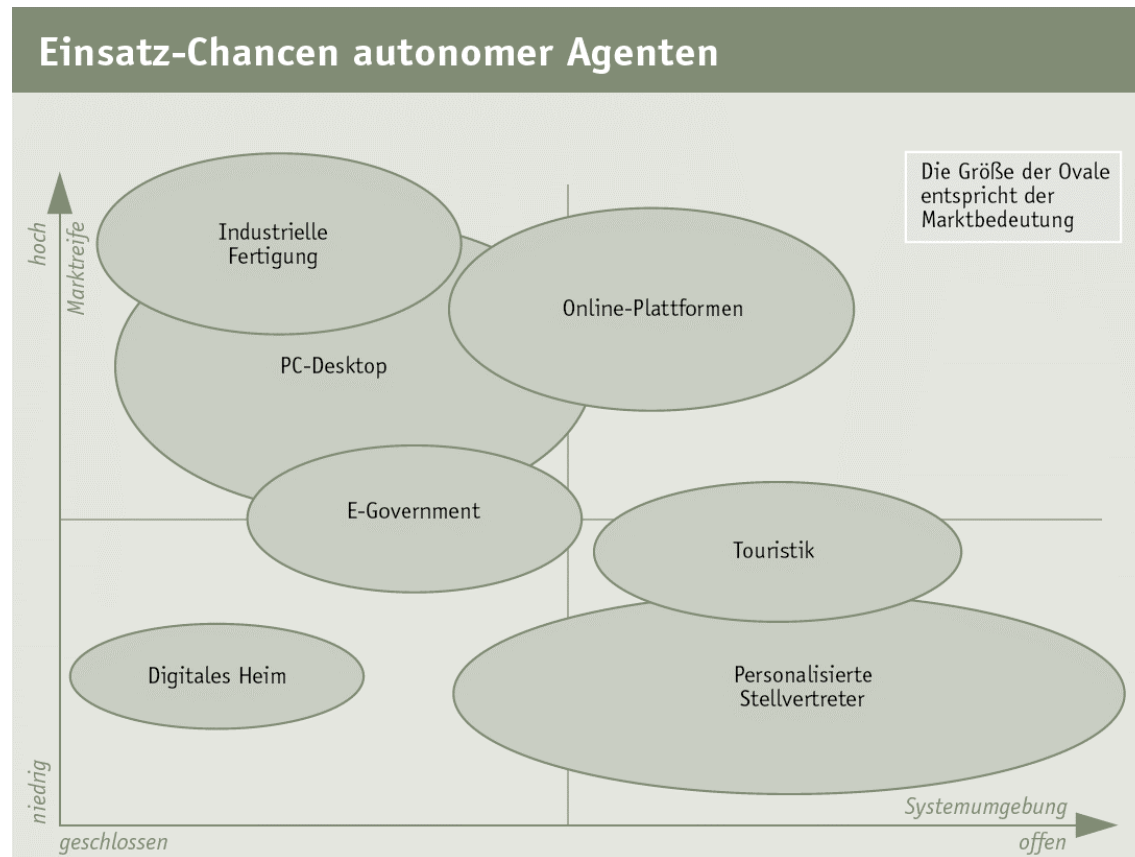 Einsatz-Chancen autonomer Agenten
Die Größe der Ovale
entspricht der
Marktbedeutung
hoch
Marktreife
Industrielle
Fertigung
Online-Plattformen
PC-Desktop
E-Government
Touristik
Digitales Heim
Personalisierte
Stellvertreter
niedrig
Systemumgebung
geschlossen
offen